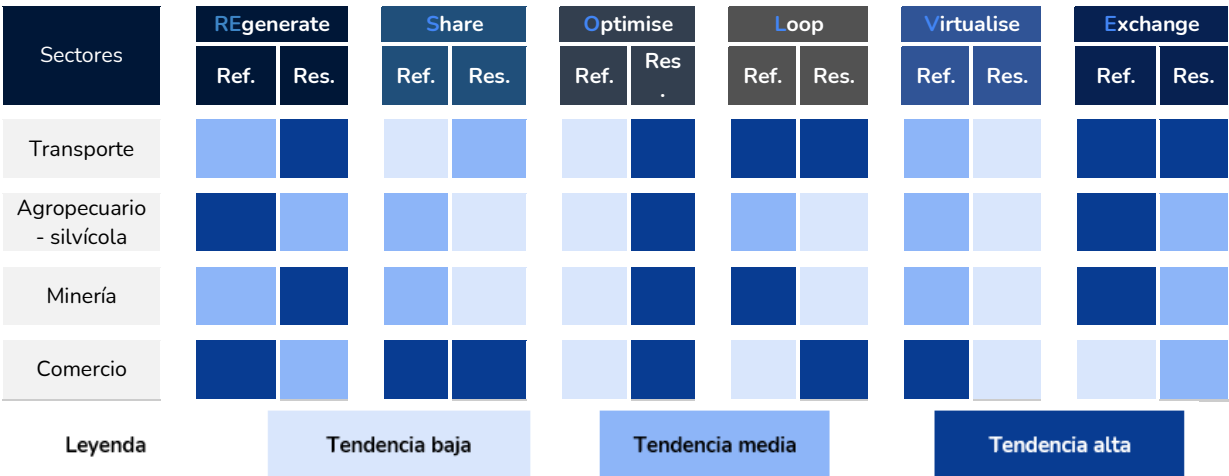 Sectores
REgenerate Share Optimise Loop Virtualise Exchange
Ref. Res. Ref. Res. Ref. Res
. Ref. Res. Ref. Res. Ref. Res.
Transporte
Agropecuario
- silvícola
Minería
Comercio
Leyenda Tendencia baja Tendencia media Tendencia alta